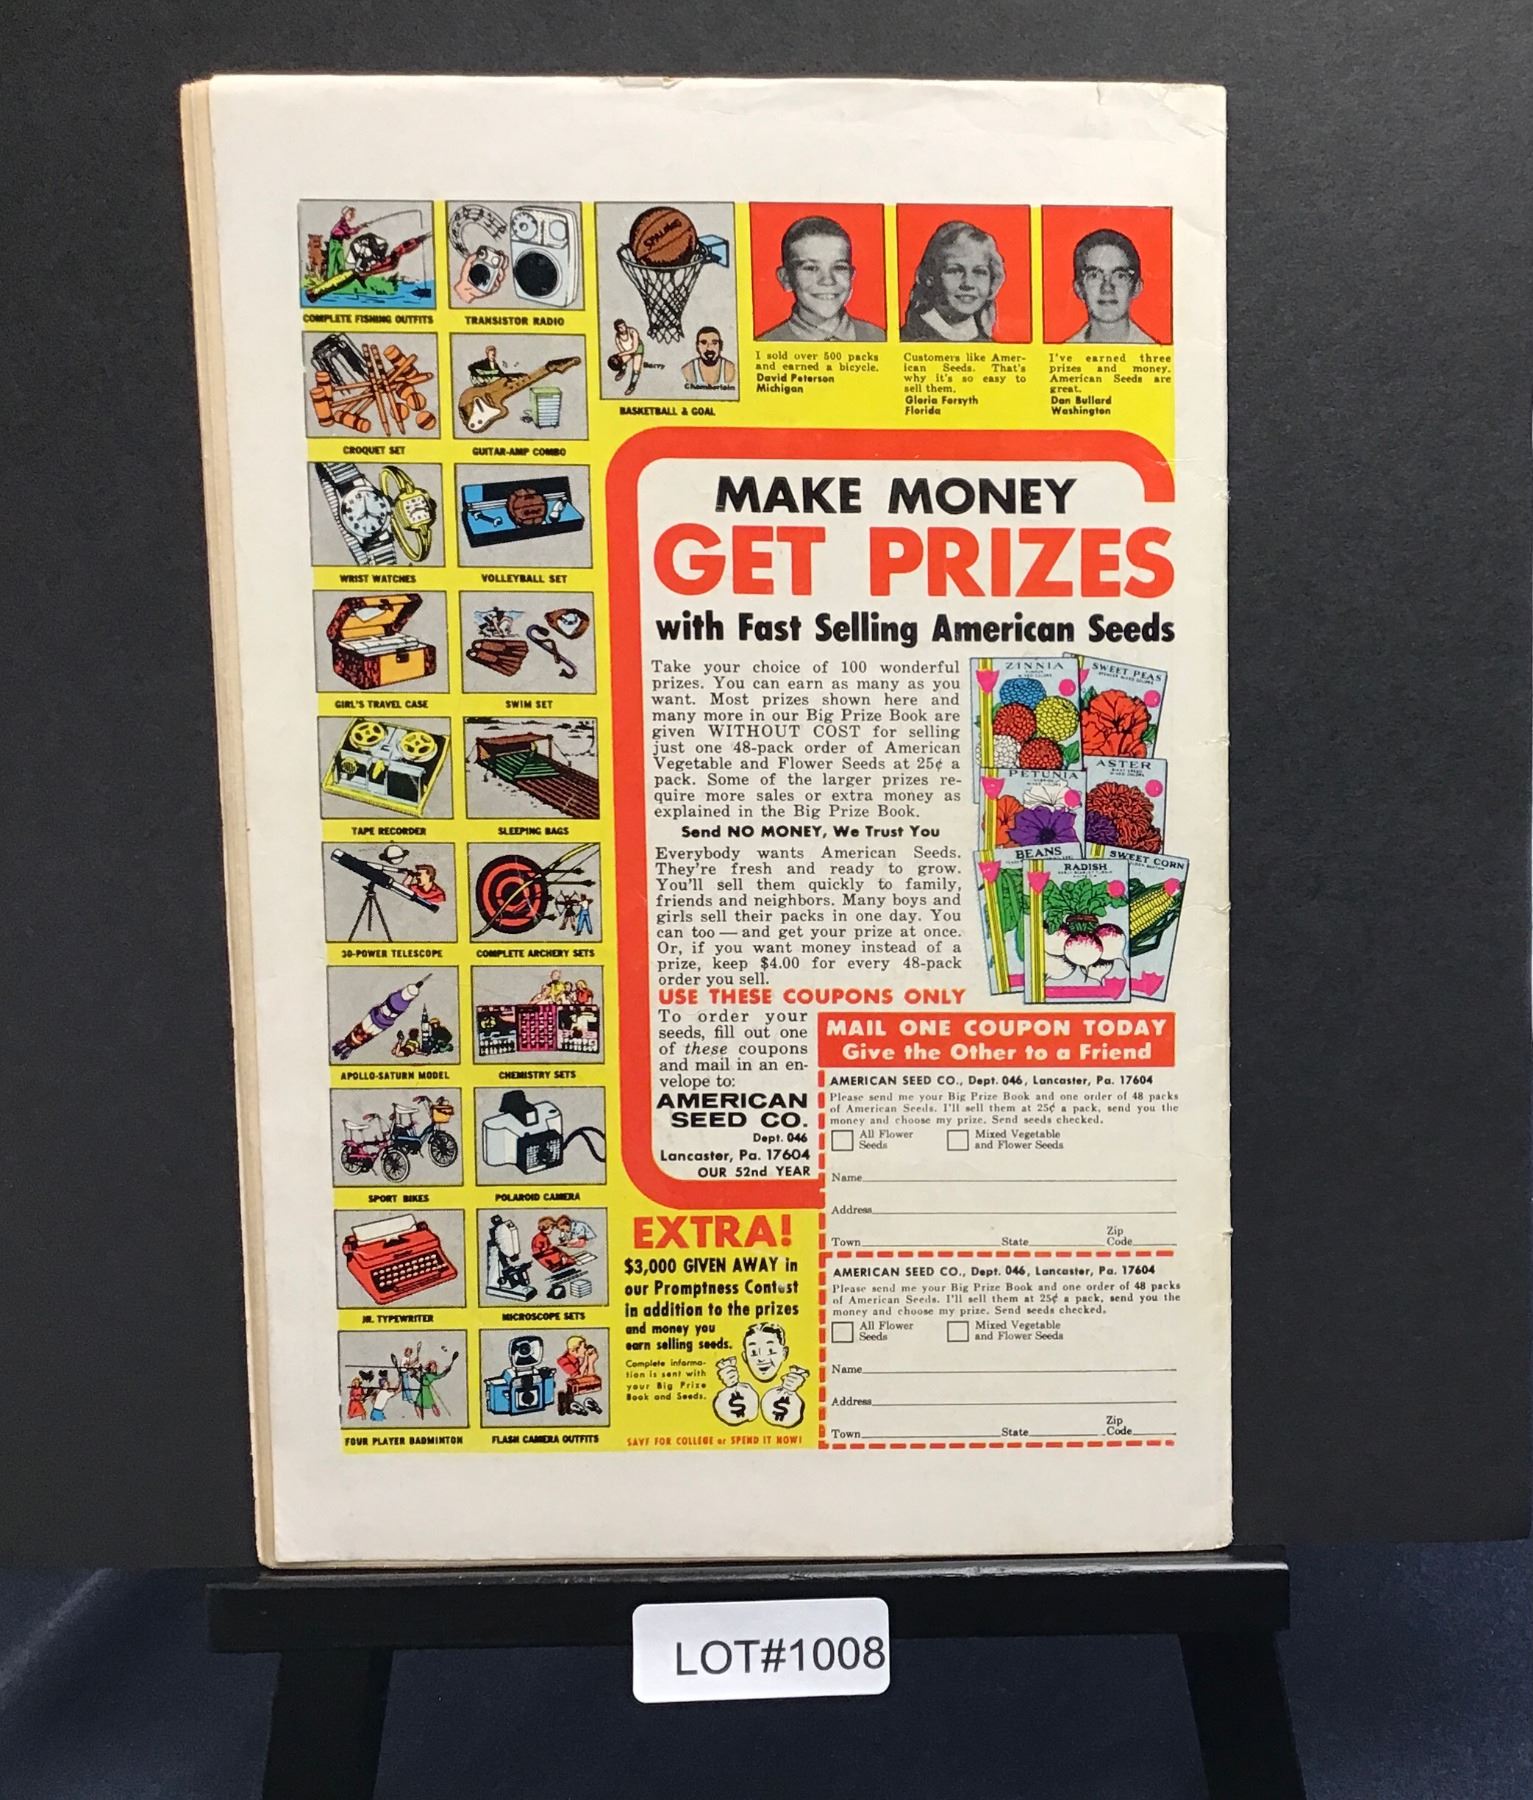 COMPLETE FISHING OUTFITS
TRANSISTOR RADIO
SPALDING
Barry
Chamberlain
BASKETBALL & GOAL
I sold over 500 packs
and earned a bicycle.
David Peterson
Michigan
Customers like Amer-
ican Seeds. That's
why it's so easy to
sell them.
Gloria Forsyth
Florida
I've earned three
prizes and money.
American Seeds are
great.
Dan Bullard
Washington
CROQUET SET
GUITAR-AMP COMBO
WRIST WATCHES
VOLLEYBALL SET
GIRL'S TRAVEL CASE
SWIM SET
TAPE RECORDER
SLEEPING BAGS
30-POWER TELESCOPE
COMPLETE ARCHERY SETS
APOLLO-SATURN MODEL
CHEMISTRY SETS
SPORT BIKES
POLAROID CAMERA
JR. TYPEWRITER
MICROSCOPE SETS
FOUR PLAYER BADMINTON
FLASH CAMERA OUTFITS
MAKE MONEY
GET PRIZES
with Fast Selling American Seeds
Take your choice of 100 wonderful
prizes. You can earn as many as you
want. Most prizes shown here and
many more in our Big Prize Book are
given WITHOUT COST for selling
just one 48-pack order of American
Vegetable and Flower Seeds at 25¢ a
pack. Some of the larger prizes re-
quire more sales or extra money as
explained in the Big Prize Book.
Send NO MONEY, We Trust You
Everybody wants American Seeds.
They're fresh and ready to grow.
You'll sell them quickly to family,
friends and neighbors. Many boys and
girls sell their packs in one day. You
can too — and get your prize at once.
Or, if you want money instead of a
prize, keep $4.00 for every 48-pack
order you sell.
ZINNIA
MIXED COLORS
SWEET PEAS
SPENCER MIXED COLORS
PETUNIA
MIXED COLORS
ASTER
MIXED COLORS
BEANS
SWEET CORN
RADISH
USE THESE COUPONS ONLY
To order your
seeds, fill out one
of these coupons
and mail in an en-
velope to:
AMERICAN
SEED CO.
Dept. 046
Lancaster, Pa. 17604
OUR 52nd YEAR
MAIL ONE COUPON TODAY
Give the Other to a Friend
AMERICAN SEED CO., Dept. 046, Lancaster, Pa. 17604
Please send me your Big Prize Book and one order of 48 packs
of American Seeds. I'll sell them at 25¢ a pack, send you the
money and choose my prize. Send seeds checked.
All Flower Seeds
Mixed Vegetable and Flower Seeds
Name
Address
Town State Zip Code
AMERICAN SEED CO., Dept. 046, Lancaster, Pa. 17604
Please send me your Big Prize Book and one order of 48 packs
of American Seeds. I'll sell them at 25¢ a pack, send you the
money and choose my prize. Send seeds checked.
All Flower Seeds
Mixed Vegetable and Flower Seeds
Name
Address
Town State Zip Code
EXTRA!
$3,000 GIVEN AWAY in
our Promptness Contest
in addition to the prizes
and money you
earn selling seeds.
Complete informa-
tion is sent with
your Big Prize
Book and Seeds.
$ $
SAVE FOR COLLEGE or SPEND IT NOW!
LOT#1008